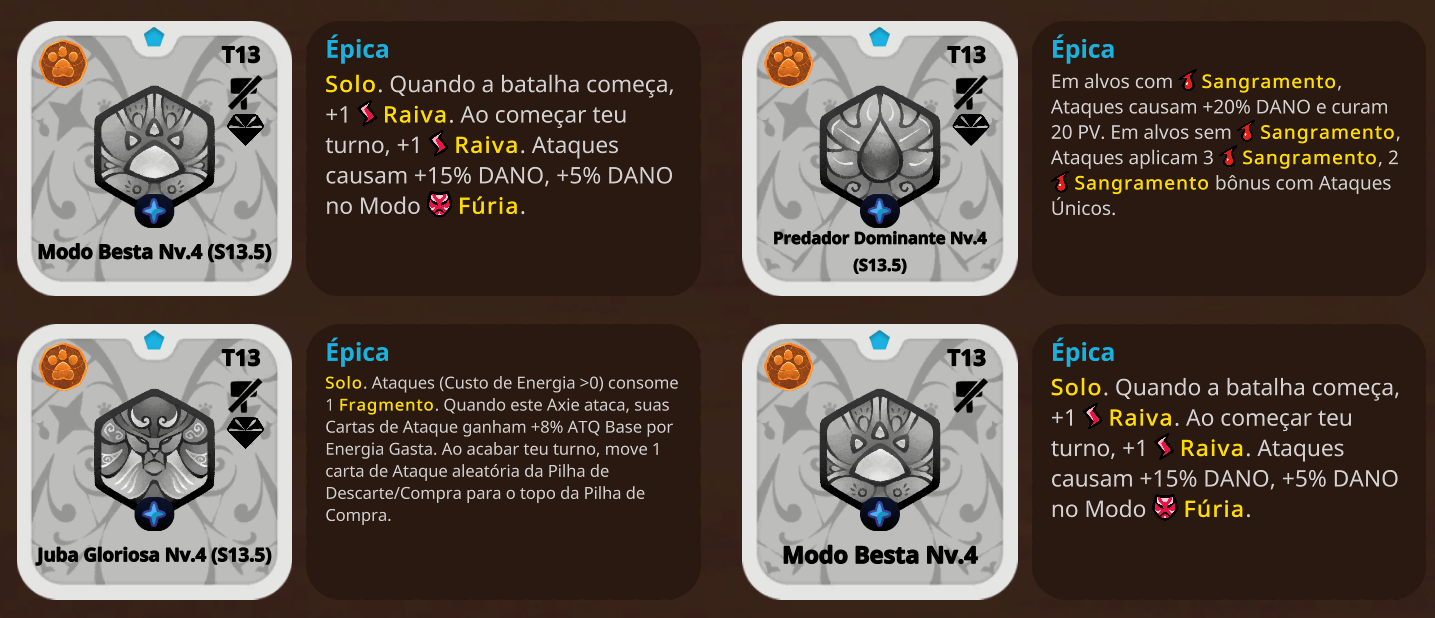 T13
Modo Besta Nv.4 (S13.5)
Épica
Solo. Quando a batalha começa,
+1 Raiva. Ao começar teu
turno, +1 Raiva. Ataques
causam +15% DANO, +5% DANO
no Modo Fúria.
T13
Predador Dominante Nv.4
(S13.5)
Épica
Em alvos com Sangramento,
Ataques causam +20% DANO e curam
20 PV. Em alvos sem Sangramento,
Ataques aplicam 3 Sangramento, 2
Sangramento bônus com Ataques
Únicos.
T13
Juba Gloriosa Nv.4 (S13.5)
Épica
Solo. Ataques (Custo de Energia >0) consome
1 Fragmento. Quando este Axie ataca, suas
Cartas de Ataque ganham +8% ATQ Base por
Energia Gasta. Ao acabar teu turno, move 1
carta de Ataque aleatória da Pilha de
Descarte/Compra para o topo da Pilha de
Compra.
T13
Modo Besta Nv.4
Épica
Solo. Quando a batalha começa,
+1 Raiva. Ao começar teu
turno, +1 Raiva. Ataques
causam +15% DANO, +5% DANO
no Modo Fúria.